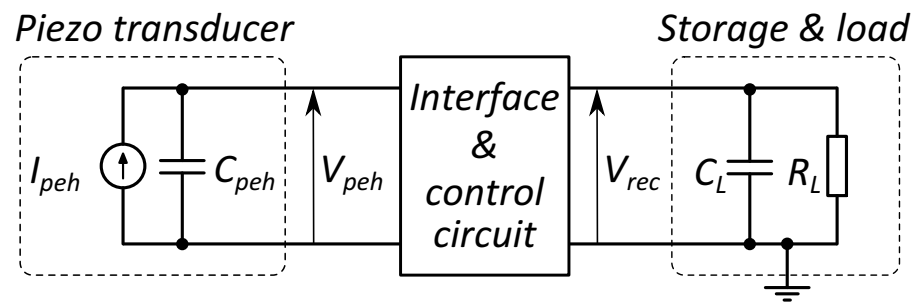 Piezo transducer
Storage & load
I_peh
C_peh
V_peh
Interface
&
control
circuit
V_rec
C_L
R_L